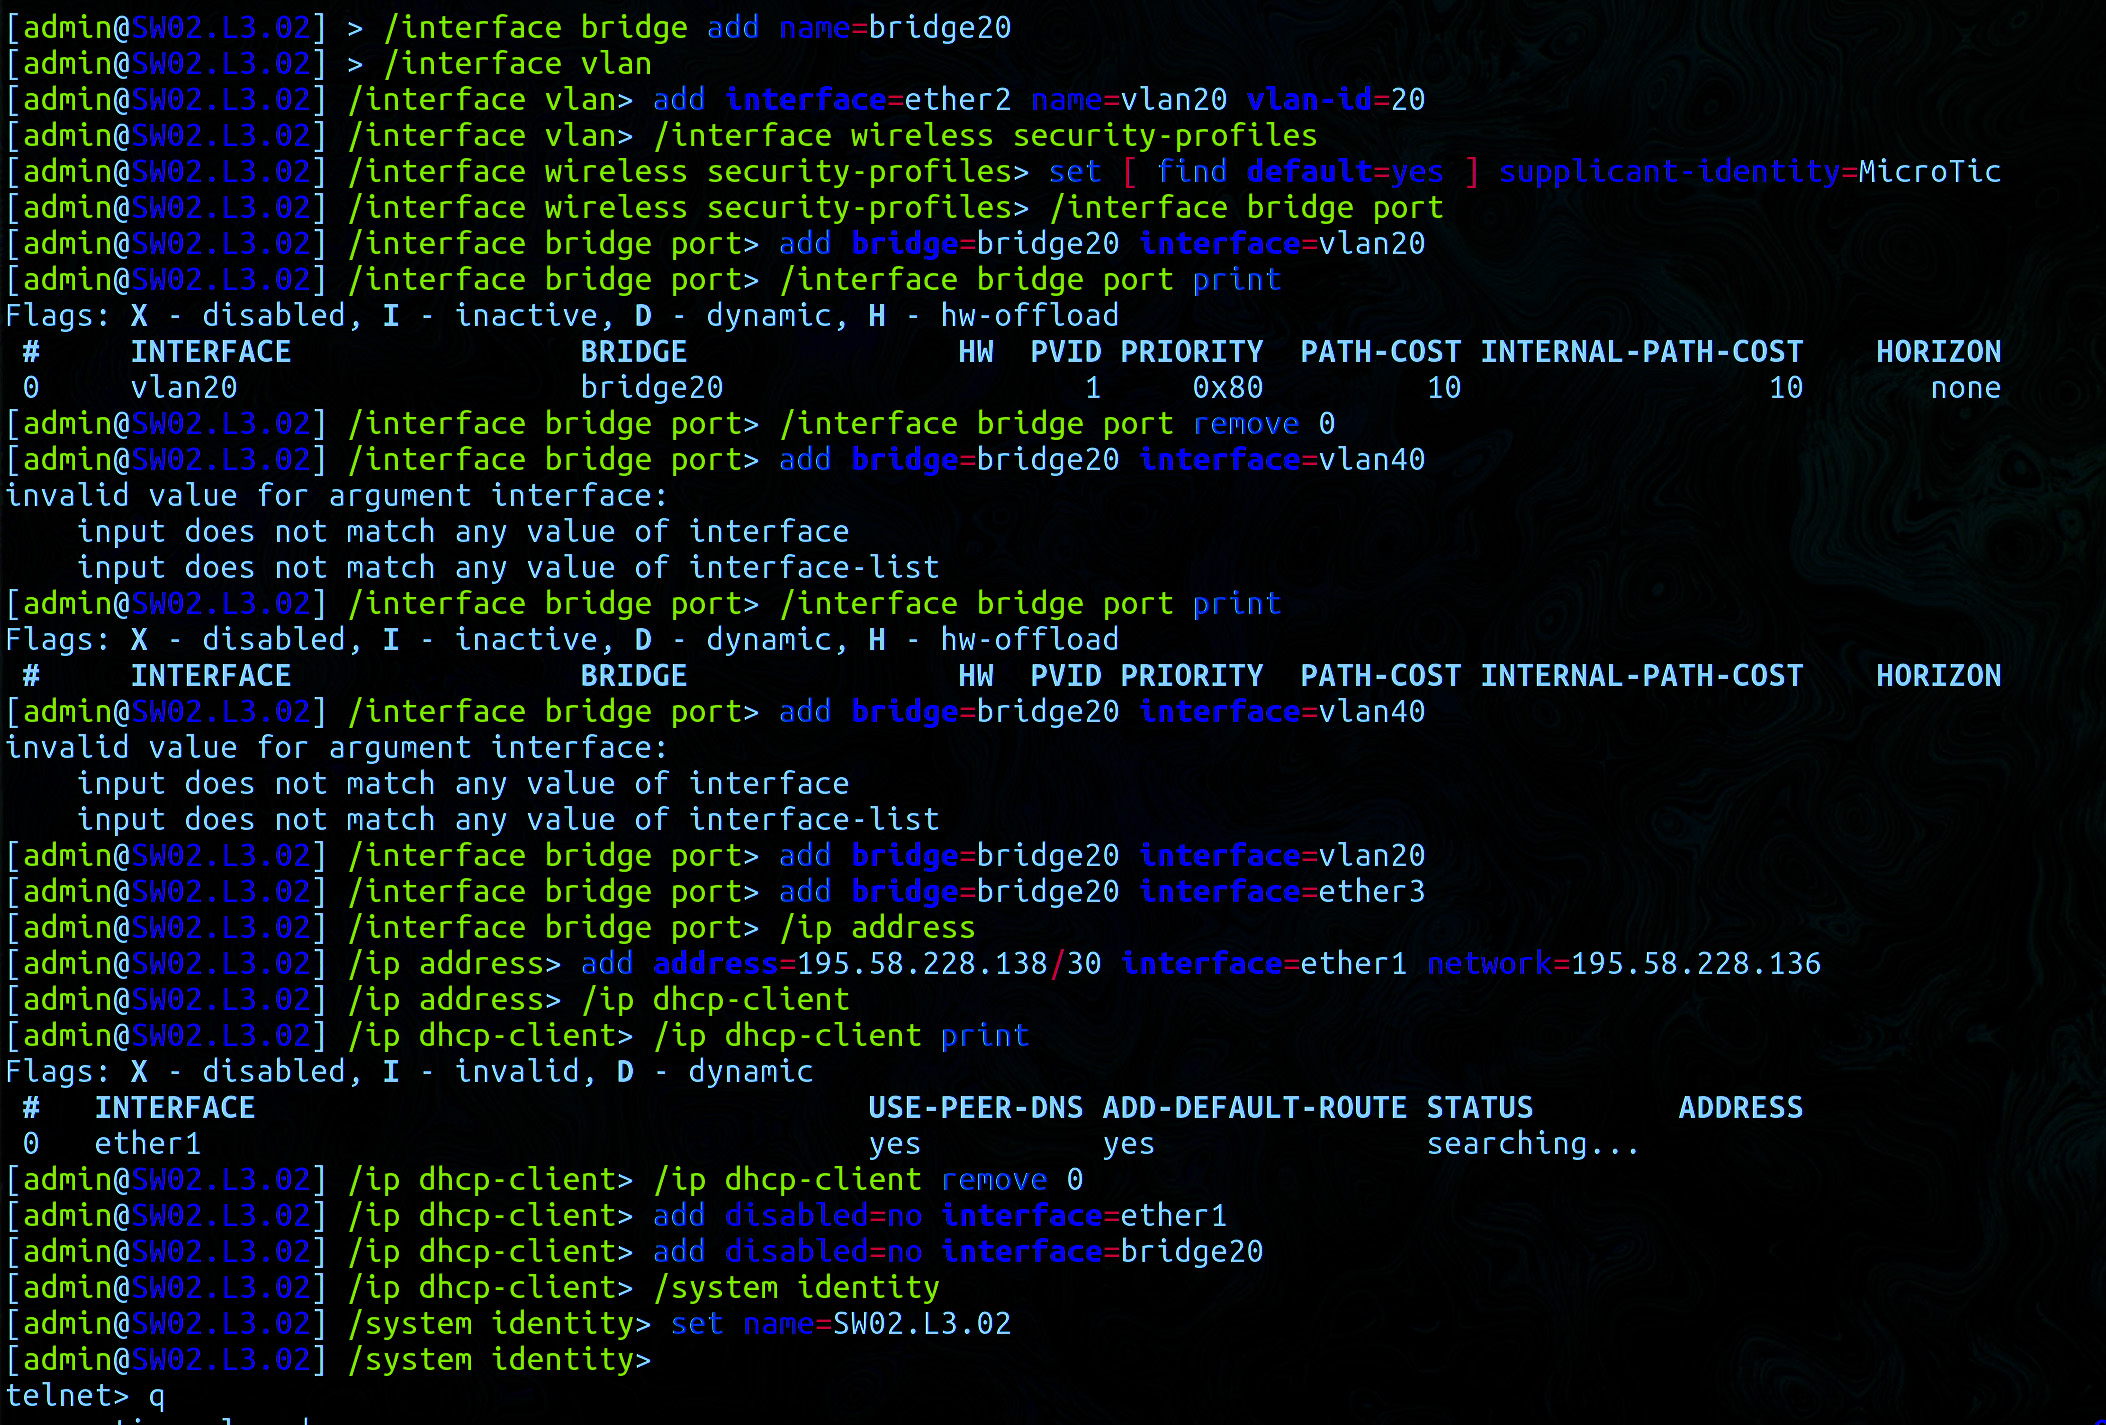 [admin@SW02.L3.02] > /interface bridge add name=bridge20
[admin@SW02.L3.02] > /interface vlan
[admin@SW02.L3.02] /interface vlan> add interface=ether2 name=vlan20 vlan-id=20
[admin@SW02.L3.02] /interface vlan> /interface wireless security-profiles
[admin@SW02.L3.02] /interface wireless security-profiles> set [ find default=yes ] supplicant-identity=MicroTic
[admin@SW02.L3.02] /interface wireless security-profiles> /interface bridge port
[admin@SW02.L3.02] /interface bridge port> add bridge=bridge20 interface=vlan20
[admin@SW02.L3.02] /interface bridge port> /interface bridge port print
Flags: X - disabled, I - inactive, D - dynamic, H - hw-offload
# INTERFACE BRIDGE HW PVID PRIORITY PATH-COST INTERNAL-PATH-COST HORIZON
0 vlan20 bridge20 1 0x80 10 10 none
[admin@SW02.L3.02] /interface bridge port> /interface bridge port remove 0
[admin@SW02.L3.02] /interface bridge port> add bridge=bridge20 interface=vlan40
invalid value for argument interface:
input does not match any value of interface
input does not match any value of interface-list
[admin@SW02.L3.02] /interface bridge port> /interface bridge port print
Flags: X - disabled, I - inactive, D - dynamic, H - hw-offload
# INTERFACE BRIDGE HW PVID PRIORITY PATH-COST INTERNAL-PATH-COST HORIZON
[admin@SW02.L3.02] /interface bridge port> add bridge=bridge20 interface=vlan40
invalid value for argument interface:
input does not match any value of interface
input does not match any value of interface-list
[admin@SW02.L3.02] /interface bridge port> add bridge=bridge20 interface=vlan20
[admin@SW02.L3.02] /interface bridge port> add bridge=bridge20 interface=ether3
[admin@SW02.L3.02] /interface bridge port> /ip address
[admin@SW02.L3.02] /ip address> add address=195.58.228.138/30 interface=ether1 network=195.58.228.136
[admin@SW02.L3.02] /ip address> /ip dhcp-client
[admin@SW02.L3.02] /ip dhcp-client> /ip dhcp-client print
Flags: X - disabled, I - invalid, D - dynamic
# INTERFACE USE-PEER-DNS ADD-DEFAULT-ROUTE STATUS ADDRESS
0 ether1 yes yes searching...
[admin@SW02.L3.02] /ip dhcp-client> /ip dhcp-client remove 0
[admin@SW02.L3.02] /ip dhcp-client> add disabled=no interface=ether1
[admin@SW02.L3.02] /ip dhcp-client> add disabled=no interface=bridge20
[admin@SW02.L3.02] /ip dhcp-client> /system identity
[admin@SW02.L3.02] /system identity> set name=SW02.L3.02
[admin@SW02.L3.02] /system identity>
telnet> q